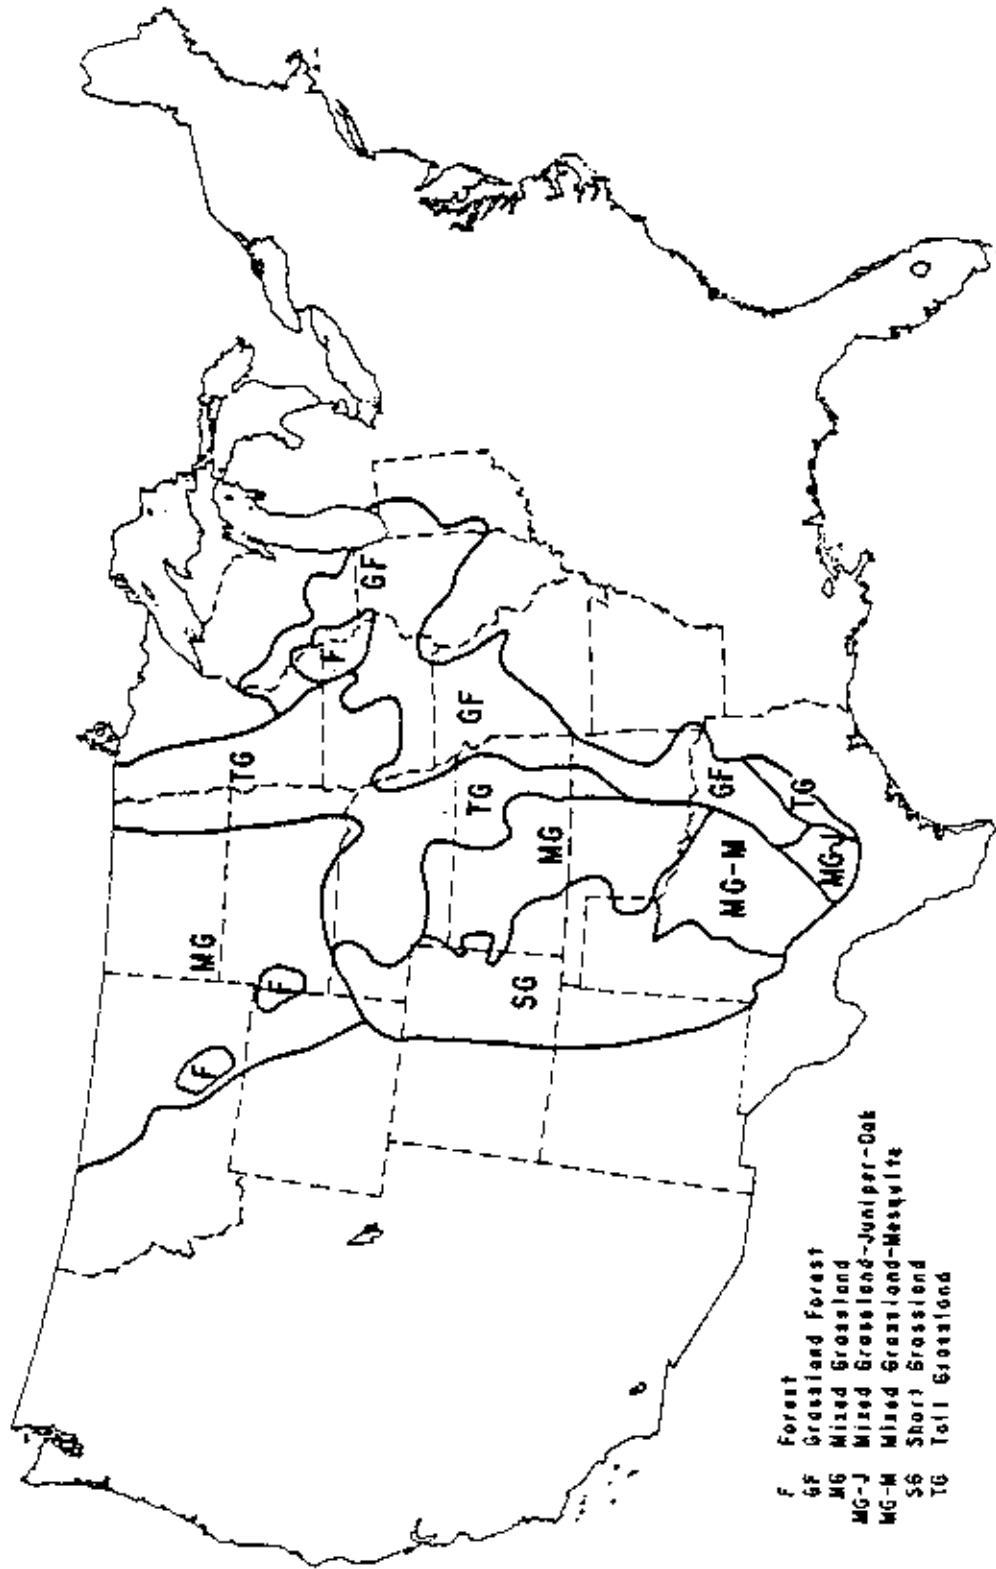 MG
TG
F
F
F
GF
GF
TG
MG
SG
MG-M
GF
TG
MG-J
F Forest
GF Grassland Forest
MG Mixed Grassland
MG-J Mixed Grassland-Juniper-Oak
MG-M Mixed Grassland-Mesquite
SG Short Grassland
TG Tall Grassland